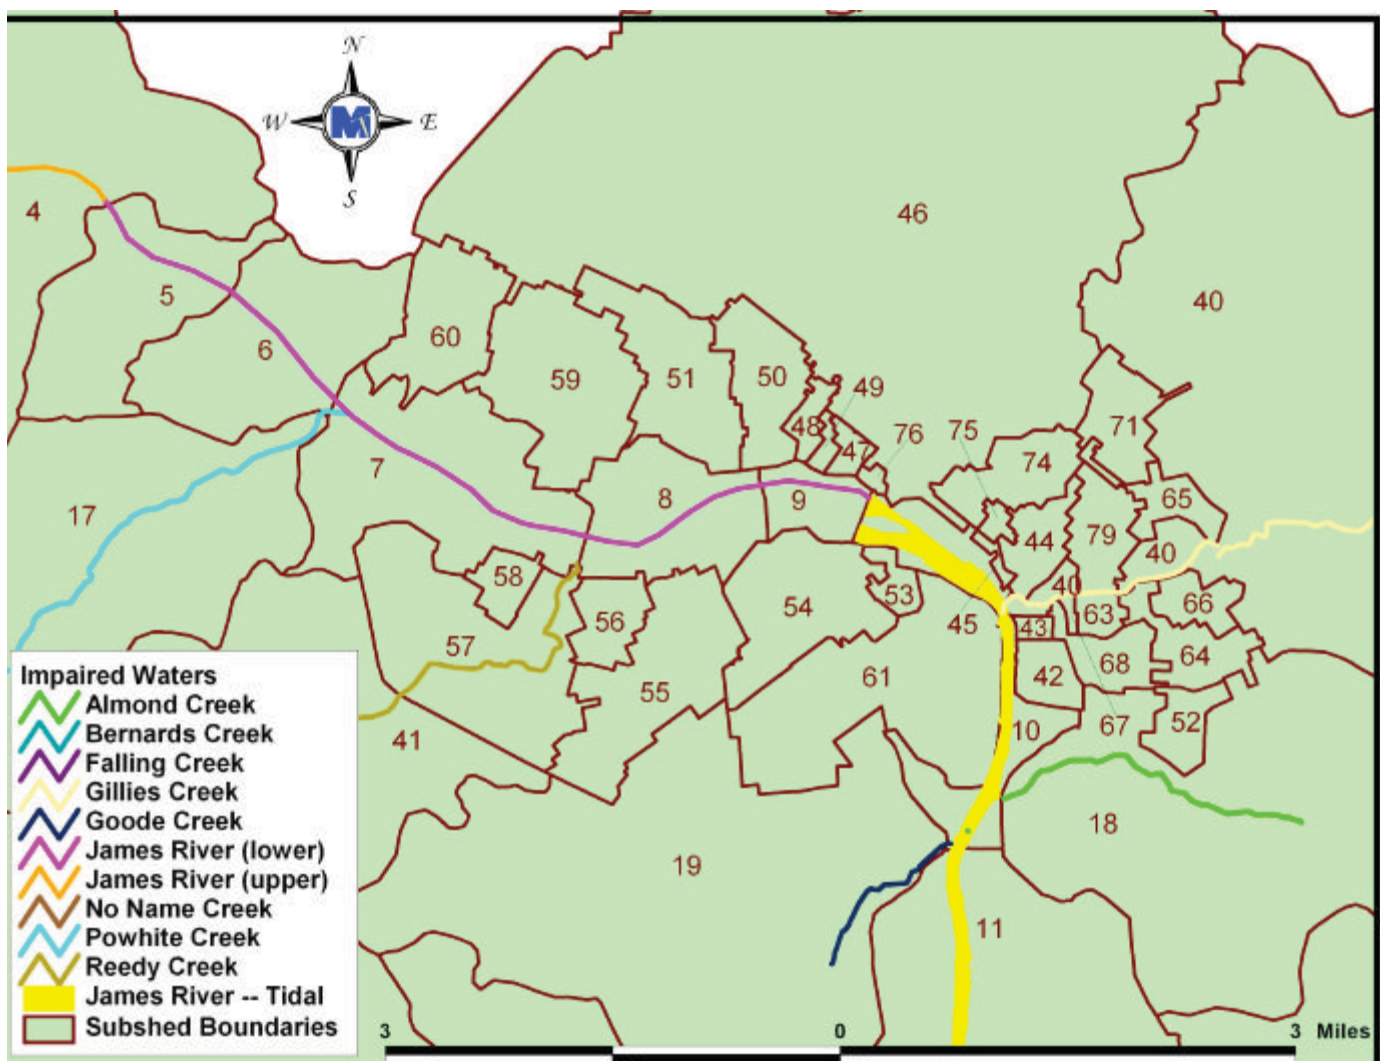 N
W
M
E
S
4
46
5
40
6
60
59
51
50
49
48
47
76
75
74
71
7
8
9
65
17
44
79
40
58
56
54
53
40
66
45
43
63
57
55
61
42
68
64
41
10
67
52
18
19
11
Impaired Waters
Almond Creek
Bernards Creek
Falling Creek
Gillies Creek
Goode Creek
James River (lower)
James River (upper)
No Name Creek
Powhite Creek
Reedy Creek
James River -- Tidal
Subshed Boundaries
3 0 3 Miles